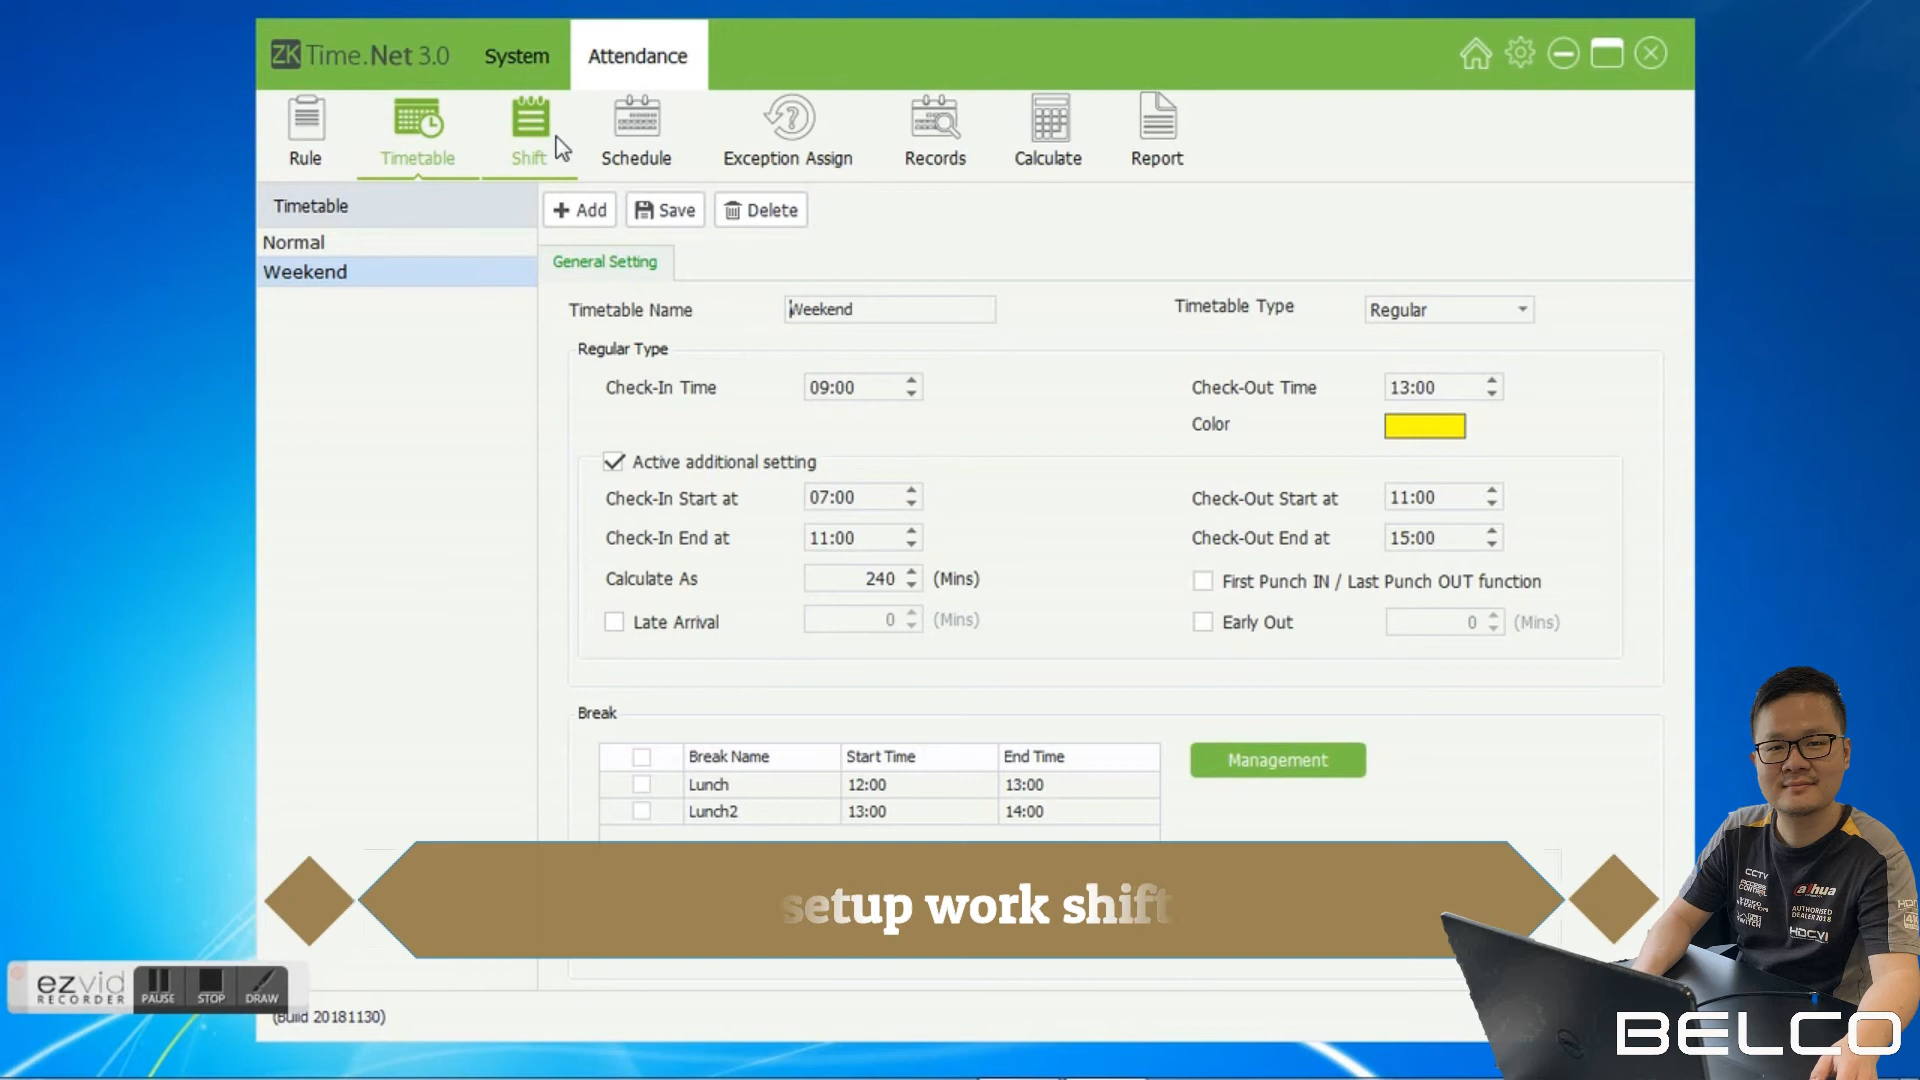 ZK Time.Net 3.0 System Attendance
Rule Timetable Shift Schedule Exception Assign Records Calculate Report
Timetable
Normal
Weekend
Add Save Delete
General Setting
Timetable Name Weekend Timetable Type Regular
Regular Type
Check-In Time 09:00 Check-Out Time 13:00
Color
Active additional setting
Check-In Start at 07:00 Check-Out Start at 11:00
Check-In End at 11:00 Check-Out End at 15:00
Calculate As 240 (Mins) First Punch IN / Last Punch OUT function
Late Arrival 0 (Mins) Early Out 0 (Mins)
Break
Break Name Start Time End Time
Lunch 12:00 13:00
Lunch2 13:00 14:00
Management
setup work shift
ezvid
RECORDER
PAUSE STOP DRAW
(Build 20181130)
CCTV
alhua
AUTHORISED
DEALER 2018
HDCVI
BELCO